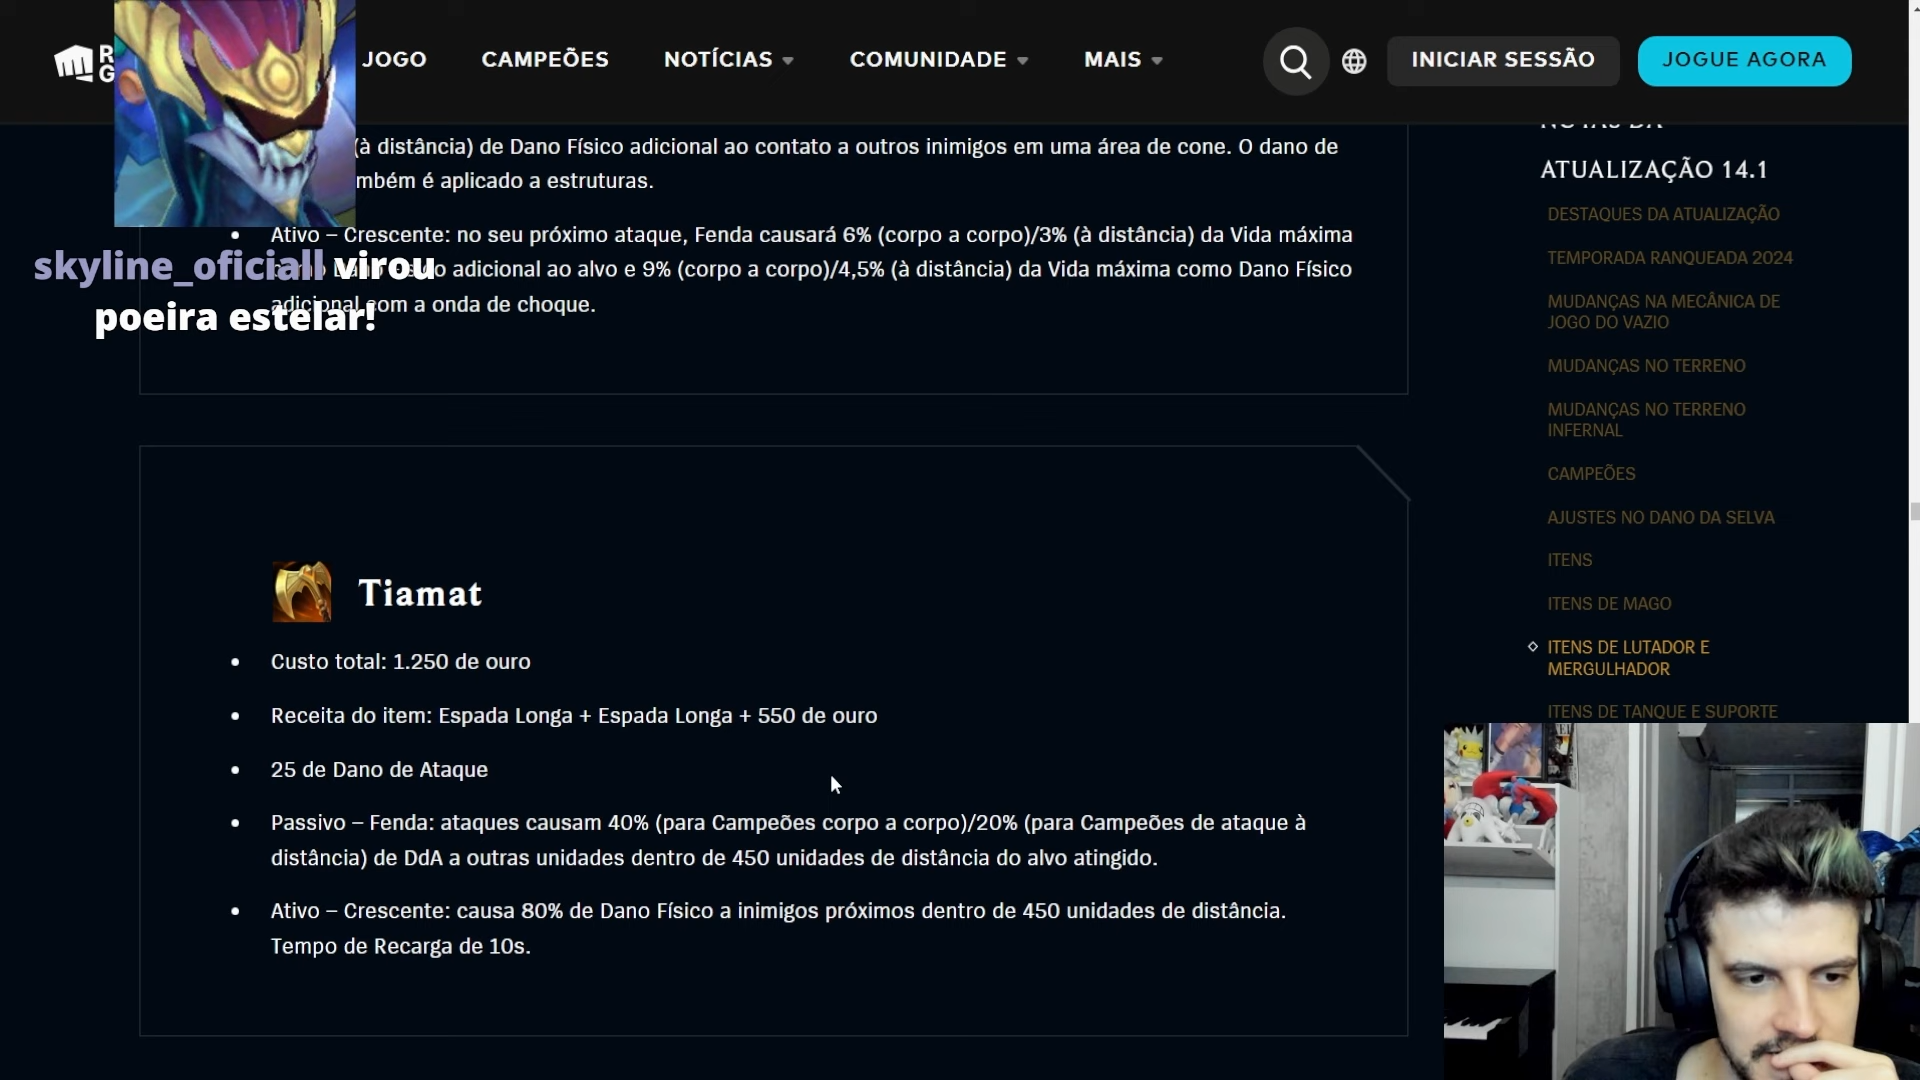 JOGO CAMPEÕES NOTÍCIAS COMUNIDADE MAIS INICIAR SESSÃO JOGUE AGORA
(à distância) de Dano Físico adicional ao contato a outros inimigos em uma área de cone. O dano de
mbém é aplicado a estruturas.
Ativo – Crescente: no seu próximo ataque, Fenda causará 6% (corpo a corpo)/3% (à distância) da Vida máxima
adicional ao alvo e 9% (corpo a corpo)/4,5% (à distância) da Vida máxima como Dano Físico
adicional com a onda de choque.
skyline_oficiall virou
poeira estelar!
Tiamat
Custo total: 1.250 de ouro
Receita do item: Espada Longa + Espada Longa + 550 de ouro
25 de Dano de Ataque
Passivo – Fenda: ataques causam 40% (para Campeões corpo a corpo)/20% (para Campeões de ataque à
distância) de DdA a outras unidades dentro de 450 unidades de distância do alvo atingido.
Ativo – Crescente: causa 80% de Dano Físico a inimigos próximos dentro de 450 unidades de distância.
Tempo de Recarga de 10s.
NOTAS DA
ATUALIZAÇÃO 14.1
DESTAQUES DA ATUALIZAÇÃO
TEMPORADA RANQUEADA 2024
MUDANÇAS NA MECÂNICA DE
JOGO DO VAZIO
MUDANÇAS NO TERRENO
MUDANÇAS NO TERRENO
INFERNAL
CAMPEÕES
AJUSTES NO DANO DA SELVA
ITENS
ITENS DE MAGO
ITENS DE LUTADOR E
MERGULHADOR
ITENS DE TANQUE E SUPORTE